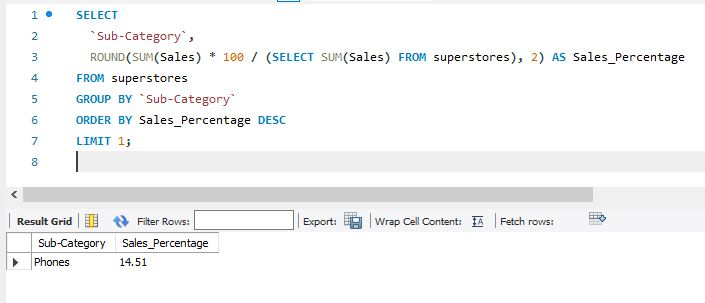 1 SELECT
2 `Sub-Category`,
3 ROUND(SUM(Sales) * 100 / (SELECT SUM(Sales) FROM superstores), 2) AS Sales_Percentage
4 FROM superstores
5 GROUP BY `Sub-Category`
6 ORDER BY Sales_Percentage DESC
7 LIMIT 1;
8
Result Grid Filter Rows: Export: Wrap Cell Content: IA Fetch rows:
Sub-Category Sales_Percentage
Phones 14.51